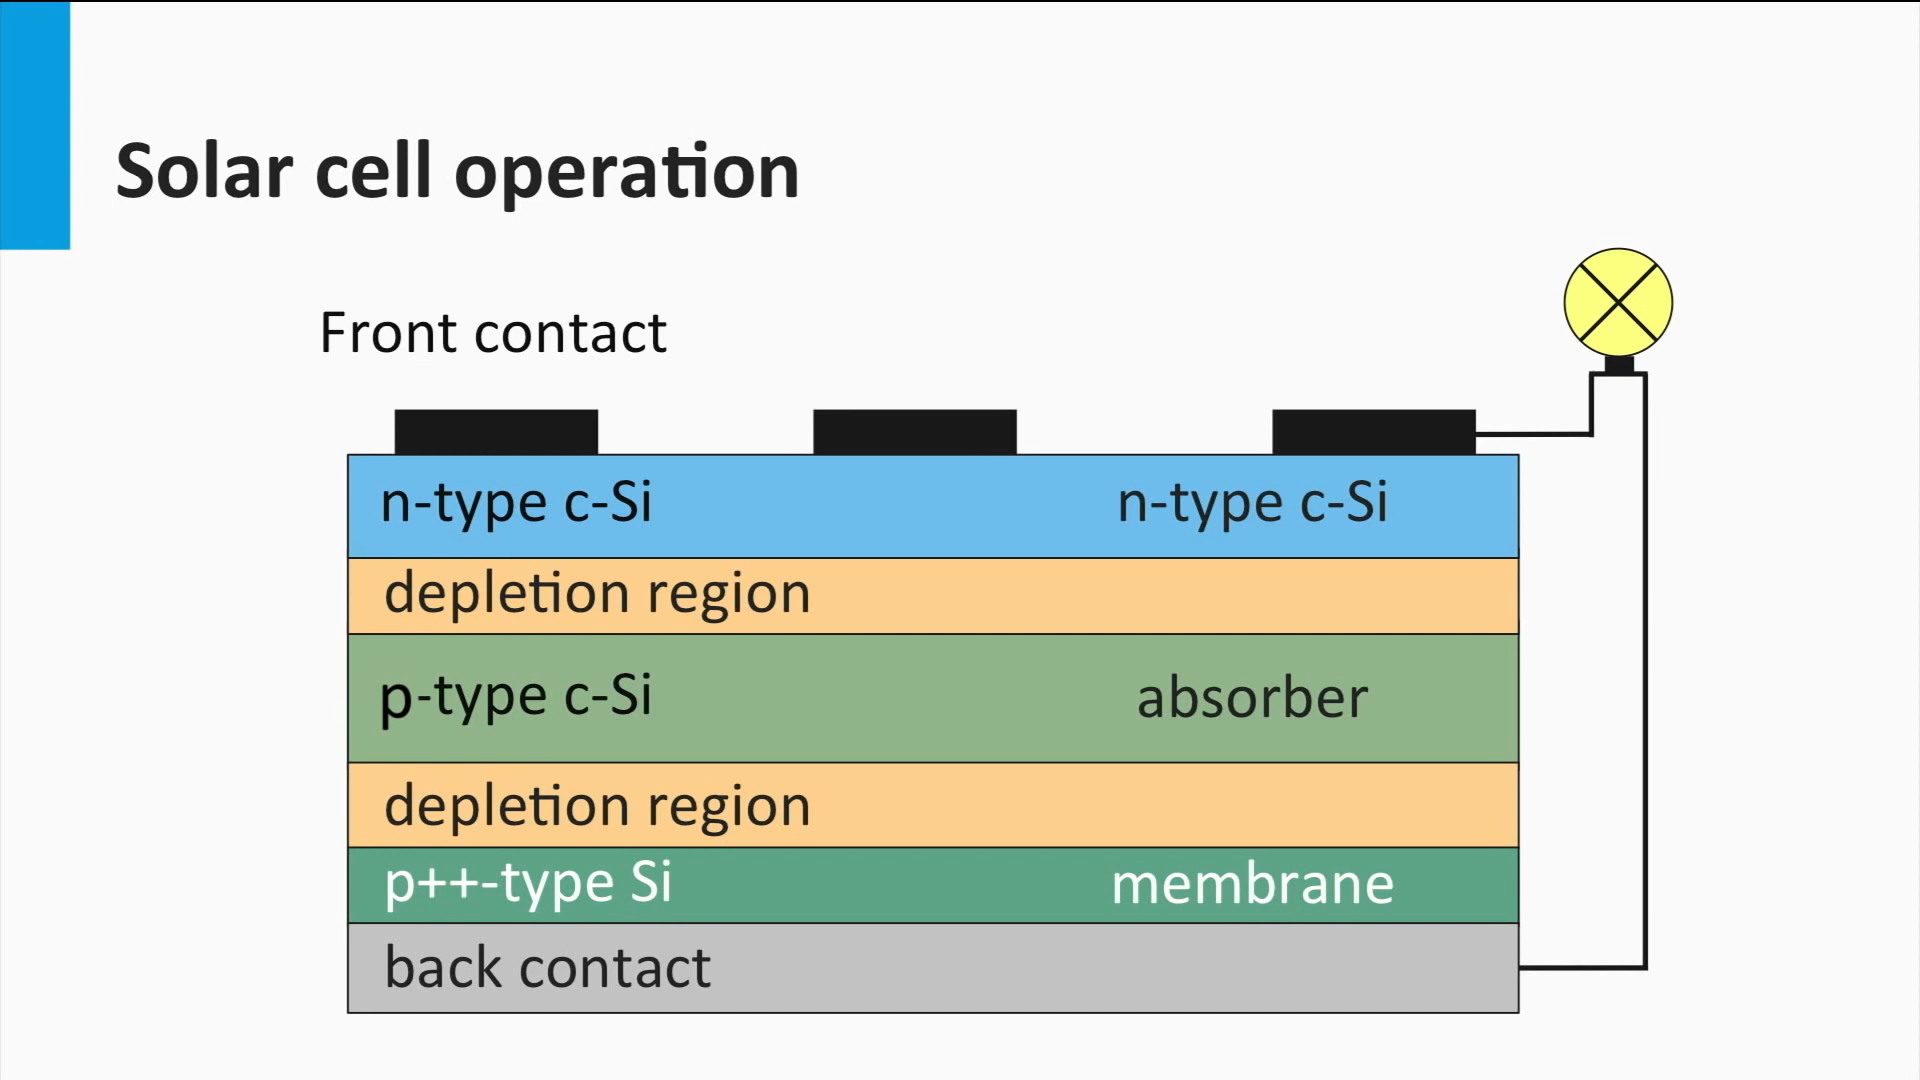 Solar cell operation
Front contact
n-type c-Si n-type c-Si
depletion region
p-type c-Si absorber
depletion region
p++-type Si membrane
back contact